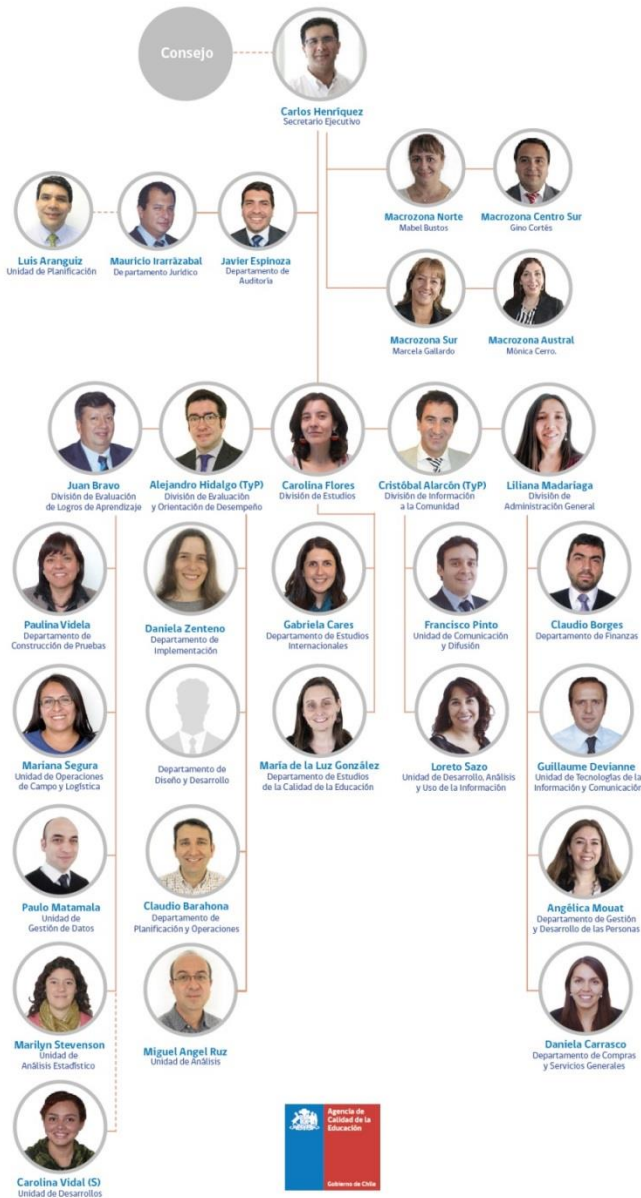 Consejo
Carlos Henríquez
Secretario Ejecutivo
Macrozona Norte
Mabel Bustos
Macrozona Centro Sur
Gino Cortés
Luis Aranguíz
Unidad de Planificación
Mauricio Irarrázabal
Departamento Jurídico
Javier Espinoza
Departamento de
Auditoria
Macrozona Sur
Marcela Gallardo
Macrozona Austral
Mónica Cerro.
Juan Bravo
División de Evaluación
de Logros de Aprendizaje
Alejandro Hidalgo (TyP)
División de Evaluación
y Orientación de Desempeño
Carolina Flores
División de Estudios
Cristóbal Alarcón (TyP)
División de Información
a la Comunidad
Liliana Madariaga
División de
Administración General
Paulina Videla
Departamento de
Construcción de Pruebas
Daniela Zenteno
Departamento de
Implementación
Gabriela Cares
Departamento de Estudios
Internacionales
Francisco Pinto
Unidad de Comunicación
y Difusión
Claudio Borges
Departamento de Finanzas
Mariana Segura
Unidad de Operaciones
de Campo y Logística
Departamento de
Diseño y Desarrollo
María de la Luz González
Departamento de Estudios
de la Calidad de la Educación
Loreto Sazo
Unidad de Desarrollo, Análisis
y Uso de la Información
Guillaume Devianne
Unidad de Tecnologías de la
Información y Comunicación
Paulo Matamala
Unidad de
Gestión de Datos
Claudio Barahona
Departamento de
Planificación y Operaciones
Angélica Mouat
Departamento de Gestión
y Desarrollo de las Personas
Marilyn Stevenson
Unidad de
Análisis Estadístico
Miguel Angel Ruz
Unidad de Análisis
Daniela Carrasco
Departamento de Compras
y Servicios Generales
Carolina Vidal (S)
Unidad de Desarrollos
Agencia de
Calidad de la
Educación
Gobierno de Chile